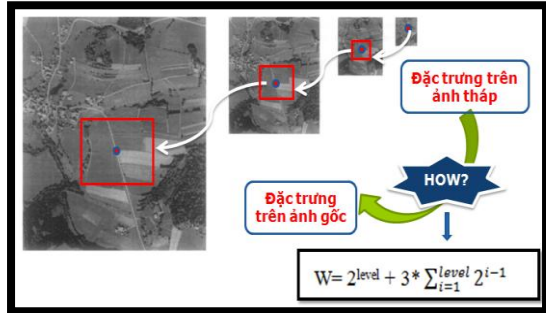 Đặc trưng trên
ảnh tháp
HOW?
Đặc trưng
trên ảnh gốc
W= 2^level + 3* ∑_{i=1}^{level} 2^{i−1}